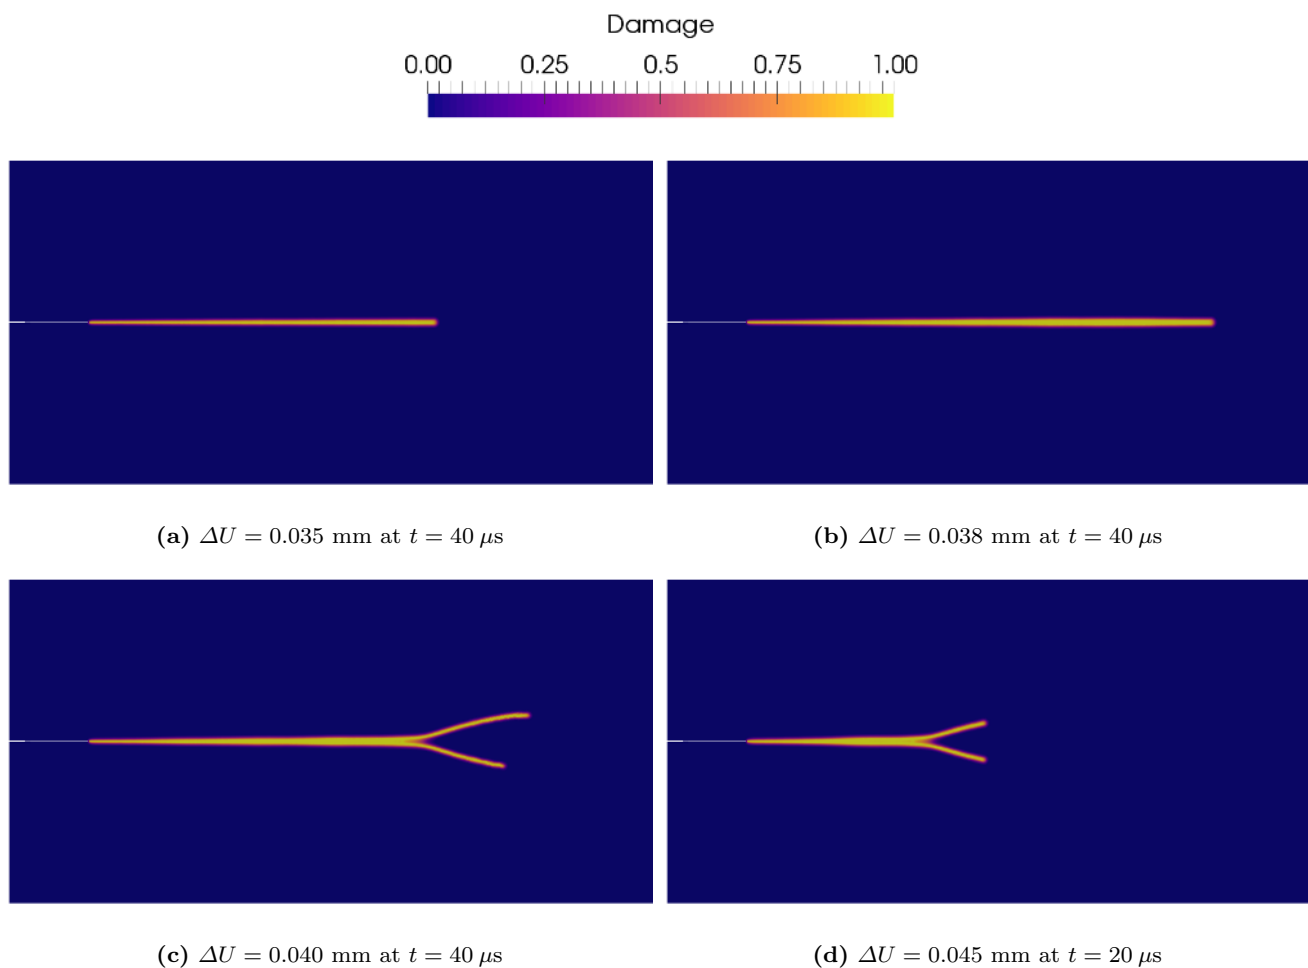 Damage
0.00 0.25 0.5 0.75 1.00
(a) ΔU = 0.035 mm at t = 40 μs
(b) ΔU = 0.038 mm at t = 40 μs
(c) ΔU = 0.040 mm at t = 40 μs
(d) ΔU = 0.045 mm at t = 20 μs